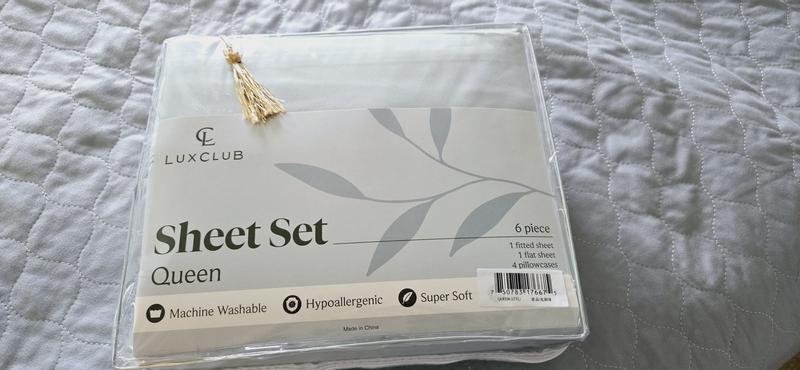 CL
LUXCLUB
Sheet Set
Queen
6 piece
1 fitted sheet
1 flat sheet
4 pillowcases
Machine Washable
Hypoallergenic
Super Soft
Made in China